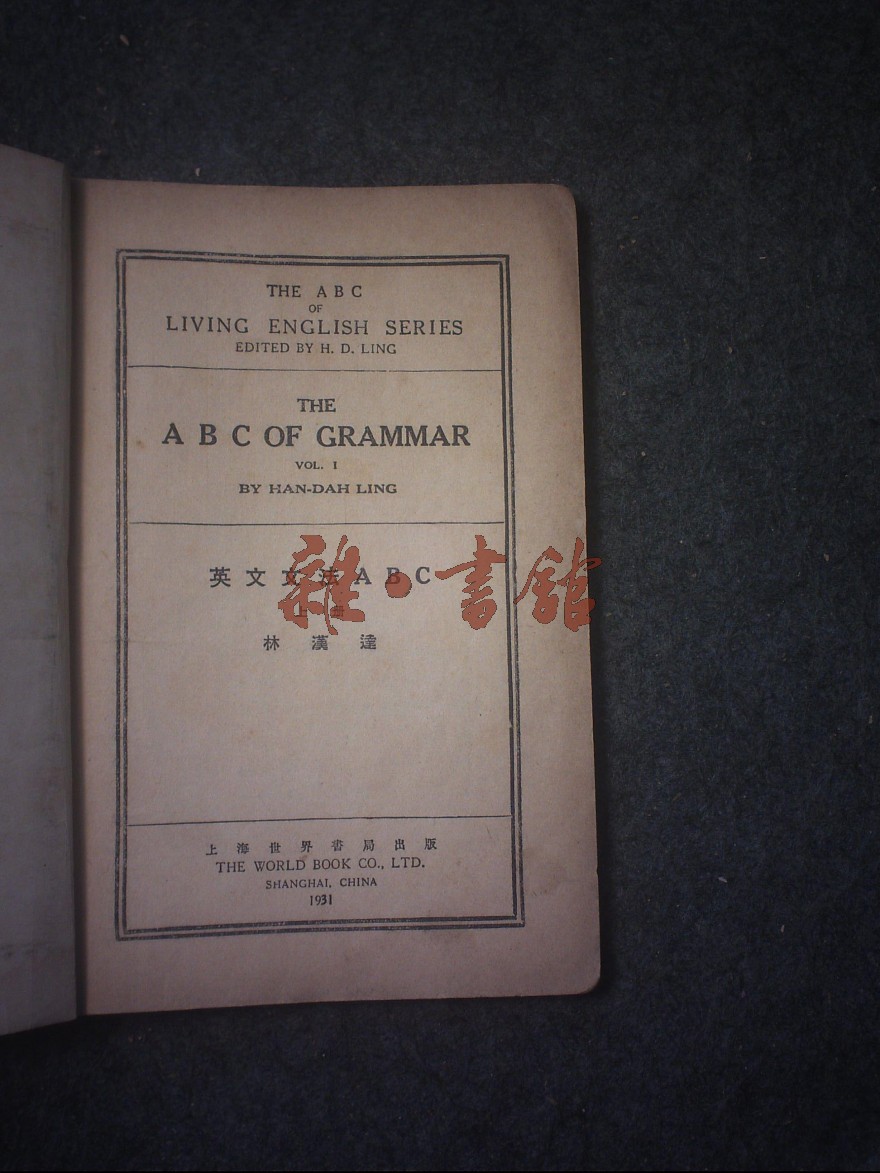 THE A B C
OF
LIVING ENGLISH SERIES
EDITED BY H. D. LING
THE
A B C OF GRAMMAR
VOL. I
BY HAN-DAH LING
英文文法ABC
上冊
林漢達
雜·書館
上海世界書局出版
THE WORLD BOOK CO., LTD.
SHANGHAI, CHINA
1931